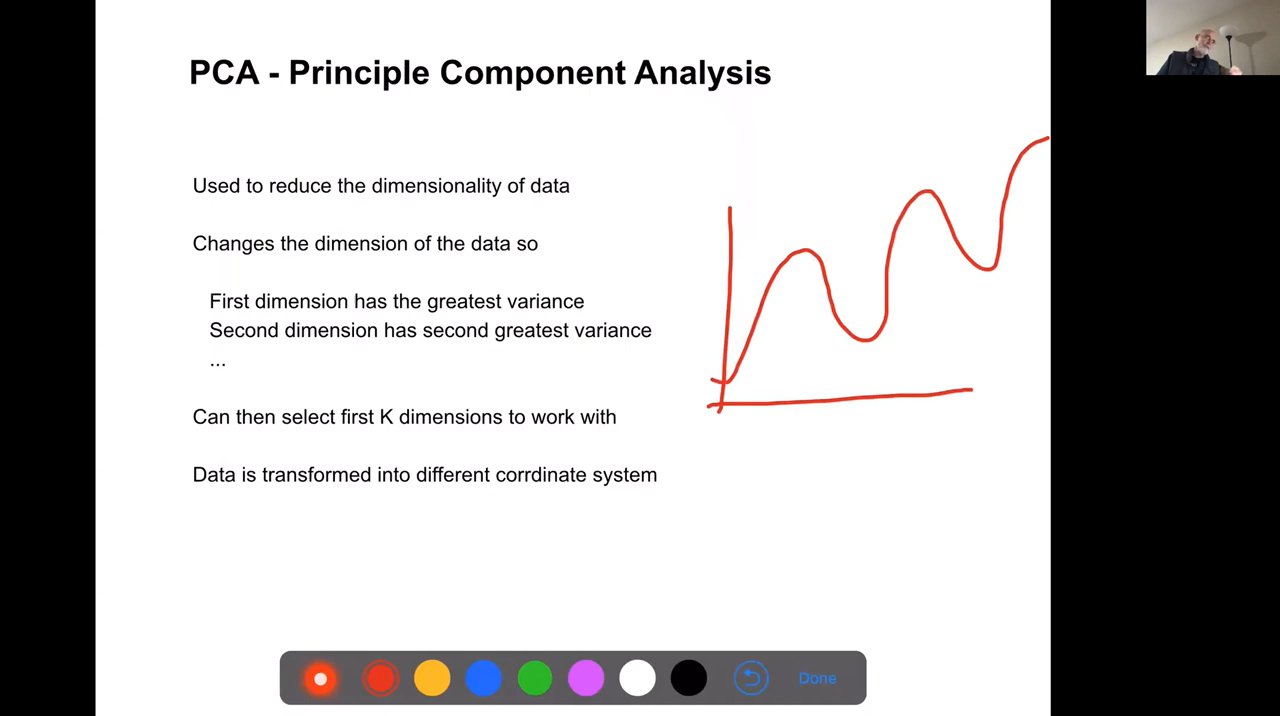 PCA - Principle Component Analysis
Used to reduce the dimensionality of data
Changes the dimension of the data so
First dimension has the greatest variance
Second dimension has second greatest variance
...
Can then select first K dimensions to work with
Data is transformed into different corrdinate system
Done